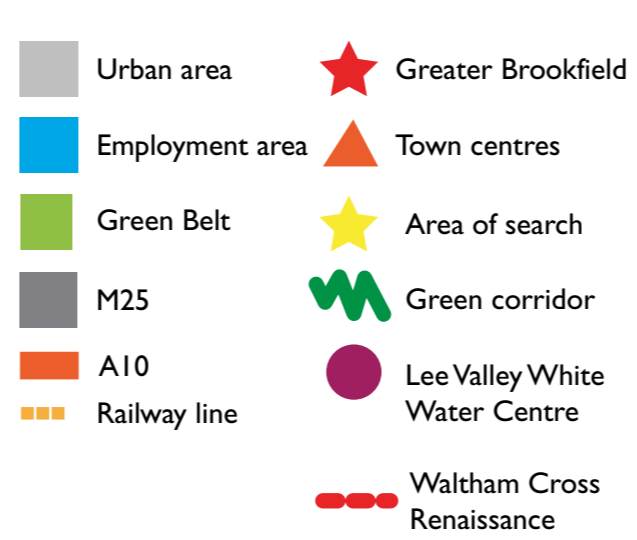 Urban area
Employment area
Green Belt
M25
A10
Railway line
Greater Brookfield
Town centres
Area of search
Green corridor
Lee Valley White
Water Centre
Waltham Cross
Renaissance